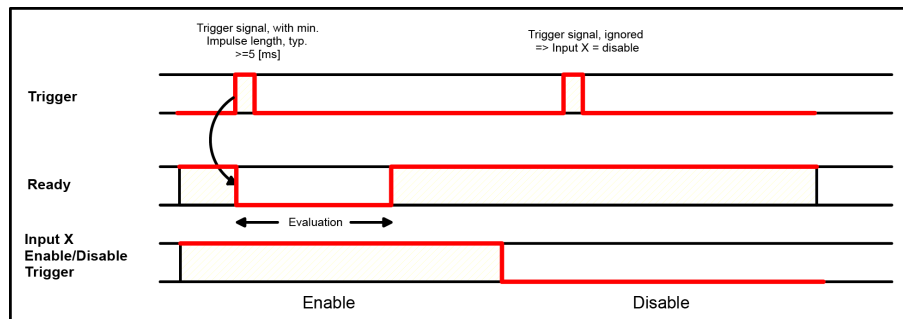 Trigger signal, with min.
Impulse length, typ.
>=5 [ms]
Trigger signal, ignored
=> Input X = disable
Trigger
Ready
Evaluation
Input X
Enable/Disable
Trigger
Enable
Disable